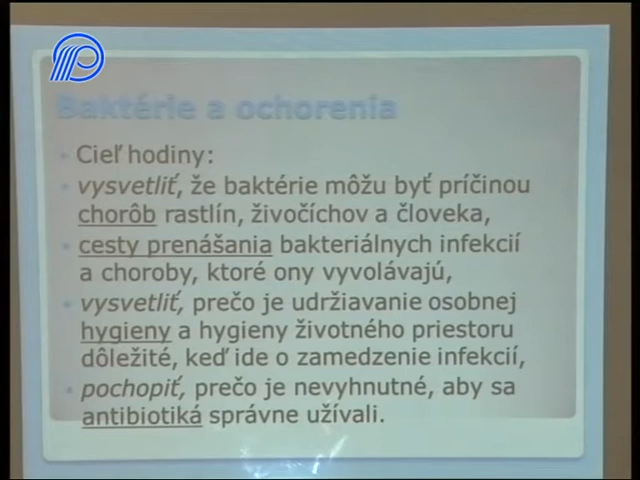 Baktérie a ochorenia
Cieľ hodiny:
vysvetliť, že baktérie môžu byť príčinou
chorôb rastlín, živočíchov a človeka,
cesty prenášania bakteriálnych infekcií
a choroby, ktoré ony vyvolávajú,
vysvetliť, prečo je udržiavanie osobnej
hygieny a hygieny životného priestoru
dôležité, keď ide o zamedzenie infekcií,
pochopiť, prečo je nevyhnutné, aby sa
antibiotiká správne užívali.